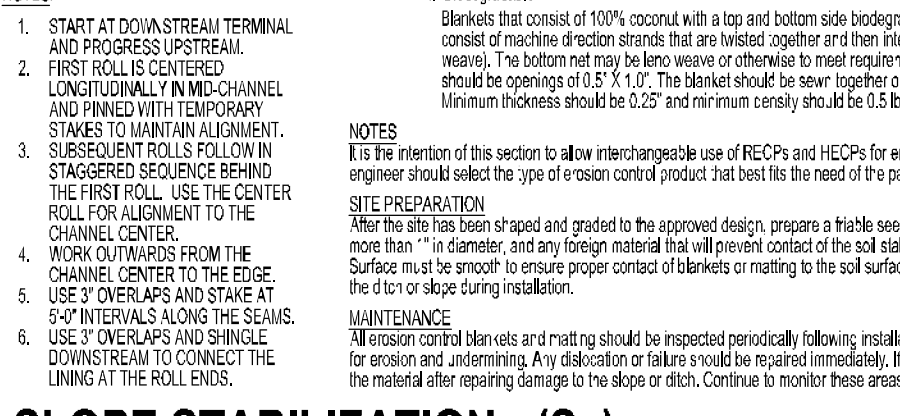 1. START AT DOWNSTREAM TERMINAL
AND PROGRESS UPSTREAM.
2. FIRST ROLL IS CENTERED
LONGITUDINALLY IN MID-CHANNEL
AND PINNED WITH TEMPORARY
STAKES TO MAINTAIN ALIGNMENT.
3. SUBSEQUENT ROLLS FOLLOW IN
STAGGERED SEQUENCE BEHIND
THE FIRST ROLL. USE THE CENTER
ROLL FOR ALIGNMENT TO THE
CHANNEL CENTER.
4. WORK OUTWARDS FROM THE
CHANNEL CENTER TO THE EDGE.
5. USE 3" OVERLAPS AND STAKE AT
5'-0" INTERVALS ALONG THE SEAMS.
6. USE 3" OVERLAPS AND SHINGLE
DOWNSTREAM TO CONNECT THE
LINING AT THE ROLL ENDS.
Blankets that consist of 100% coconut with a top and bottom side biodegra
consist of machine direction strands that are twisted together and then inte
weave). The bottom net may be leno weave or otherwise to meet requirem
should be openings of 0.5" X 1.0". The blanket should be sewn together o
Minimum thickness should be 0.25" and minimum density should be 0.5 lb
NOTES
It is the intention of this section to allow interchangeable use of RECPs and HECPs for e
engineer should select the type of erosion control product that best fits the need of the pa
SITE PREPARATION
After the site has been shaped and graded to the approved design, prepare a friable see
more than 1" in diameter, and any foreign material that will prevent contact of the soil sta
Surface must be smooth to ensure proper contact of blankets or matting to the soil surfac
the ditch or slope during installation.
MAINTENANCE
All erosion control blankets and matting should be inspected periodically following installa
for erosion and undermining. Any dislocation or failure should be repaired immediately. If
the material after repairing damage to the slope or ditch. Continue to monitor these areas